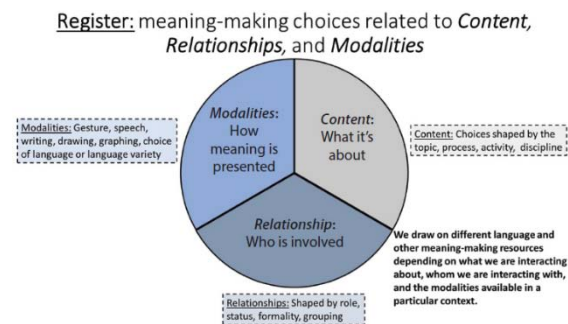 Register: meaning-making choices related to Content,
Relationships, and Modalities
Modalities: Gesture, speech,
writing, drawing, graphing, choice
of language or language variety
Modalities:
How
meaning is
presented
Content:
What it's
about
Content: Choices shaped by the
topic, process, activity, discipline
Relationship:
Who is involved
We draw on different language and
other meaning-making resources
depending on what we are interacting
about, whom we are interacting with,
and the modalities available in a
particular context.
Relationships: Shaped by role,
status, formality, grouping